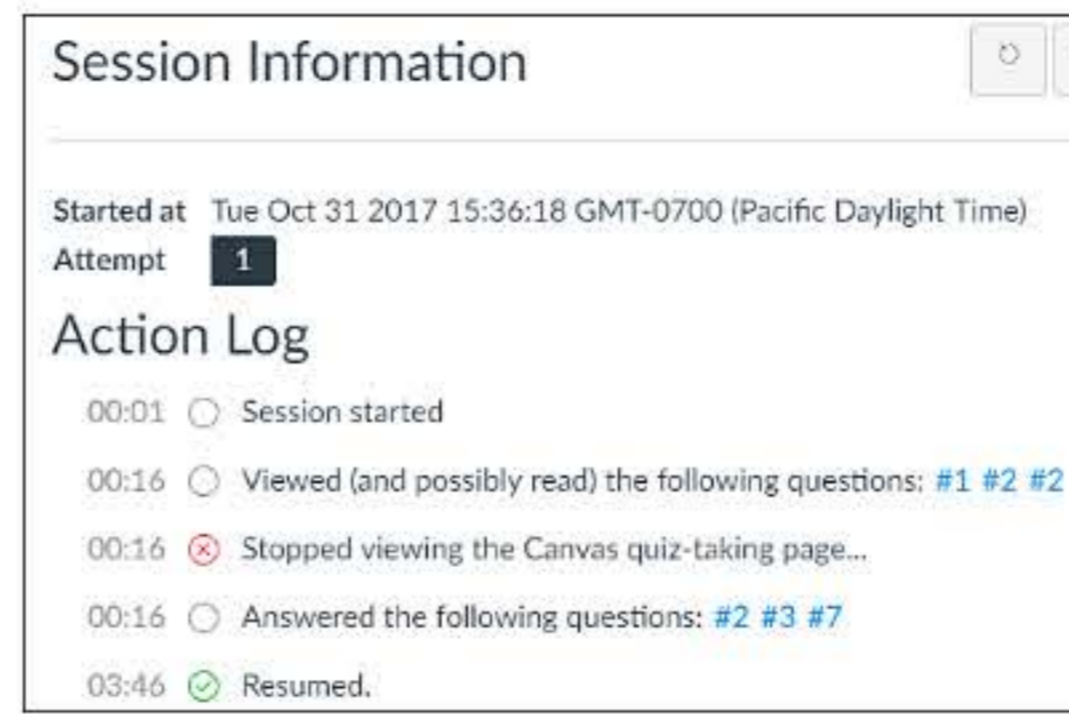 Session Information
Started at Tue Oct 31 2017 15:36:18 GMT-0700 (Pacific Daylight Time)
Attempt 1
Action Log
00:01 Session started
00:16 Viewed (and possibly read) the following questions: #1 #2 #2
00:16 Stopped viewing the Canvas quiz-taking page...
00:16 Answered the following questions: #2 #3 #7
03:46 Resumed.